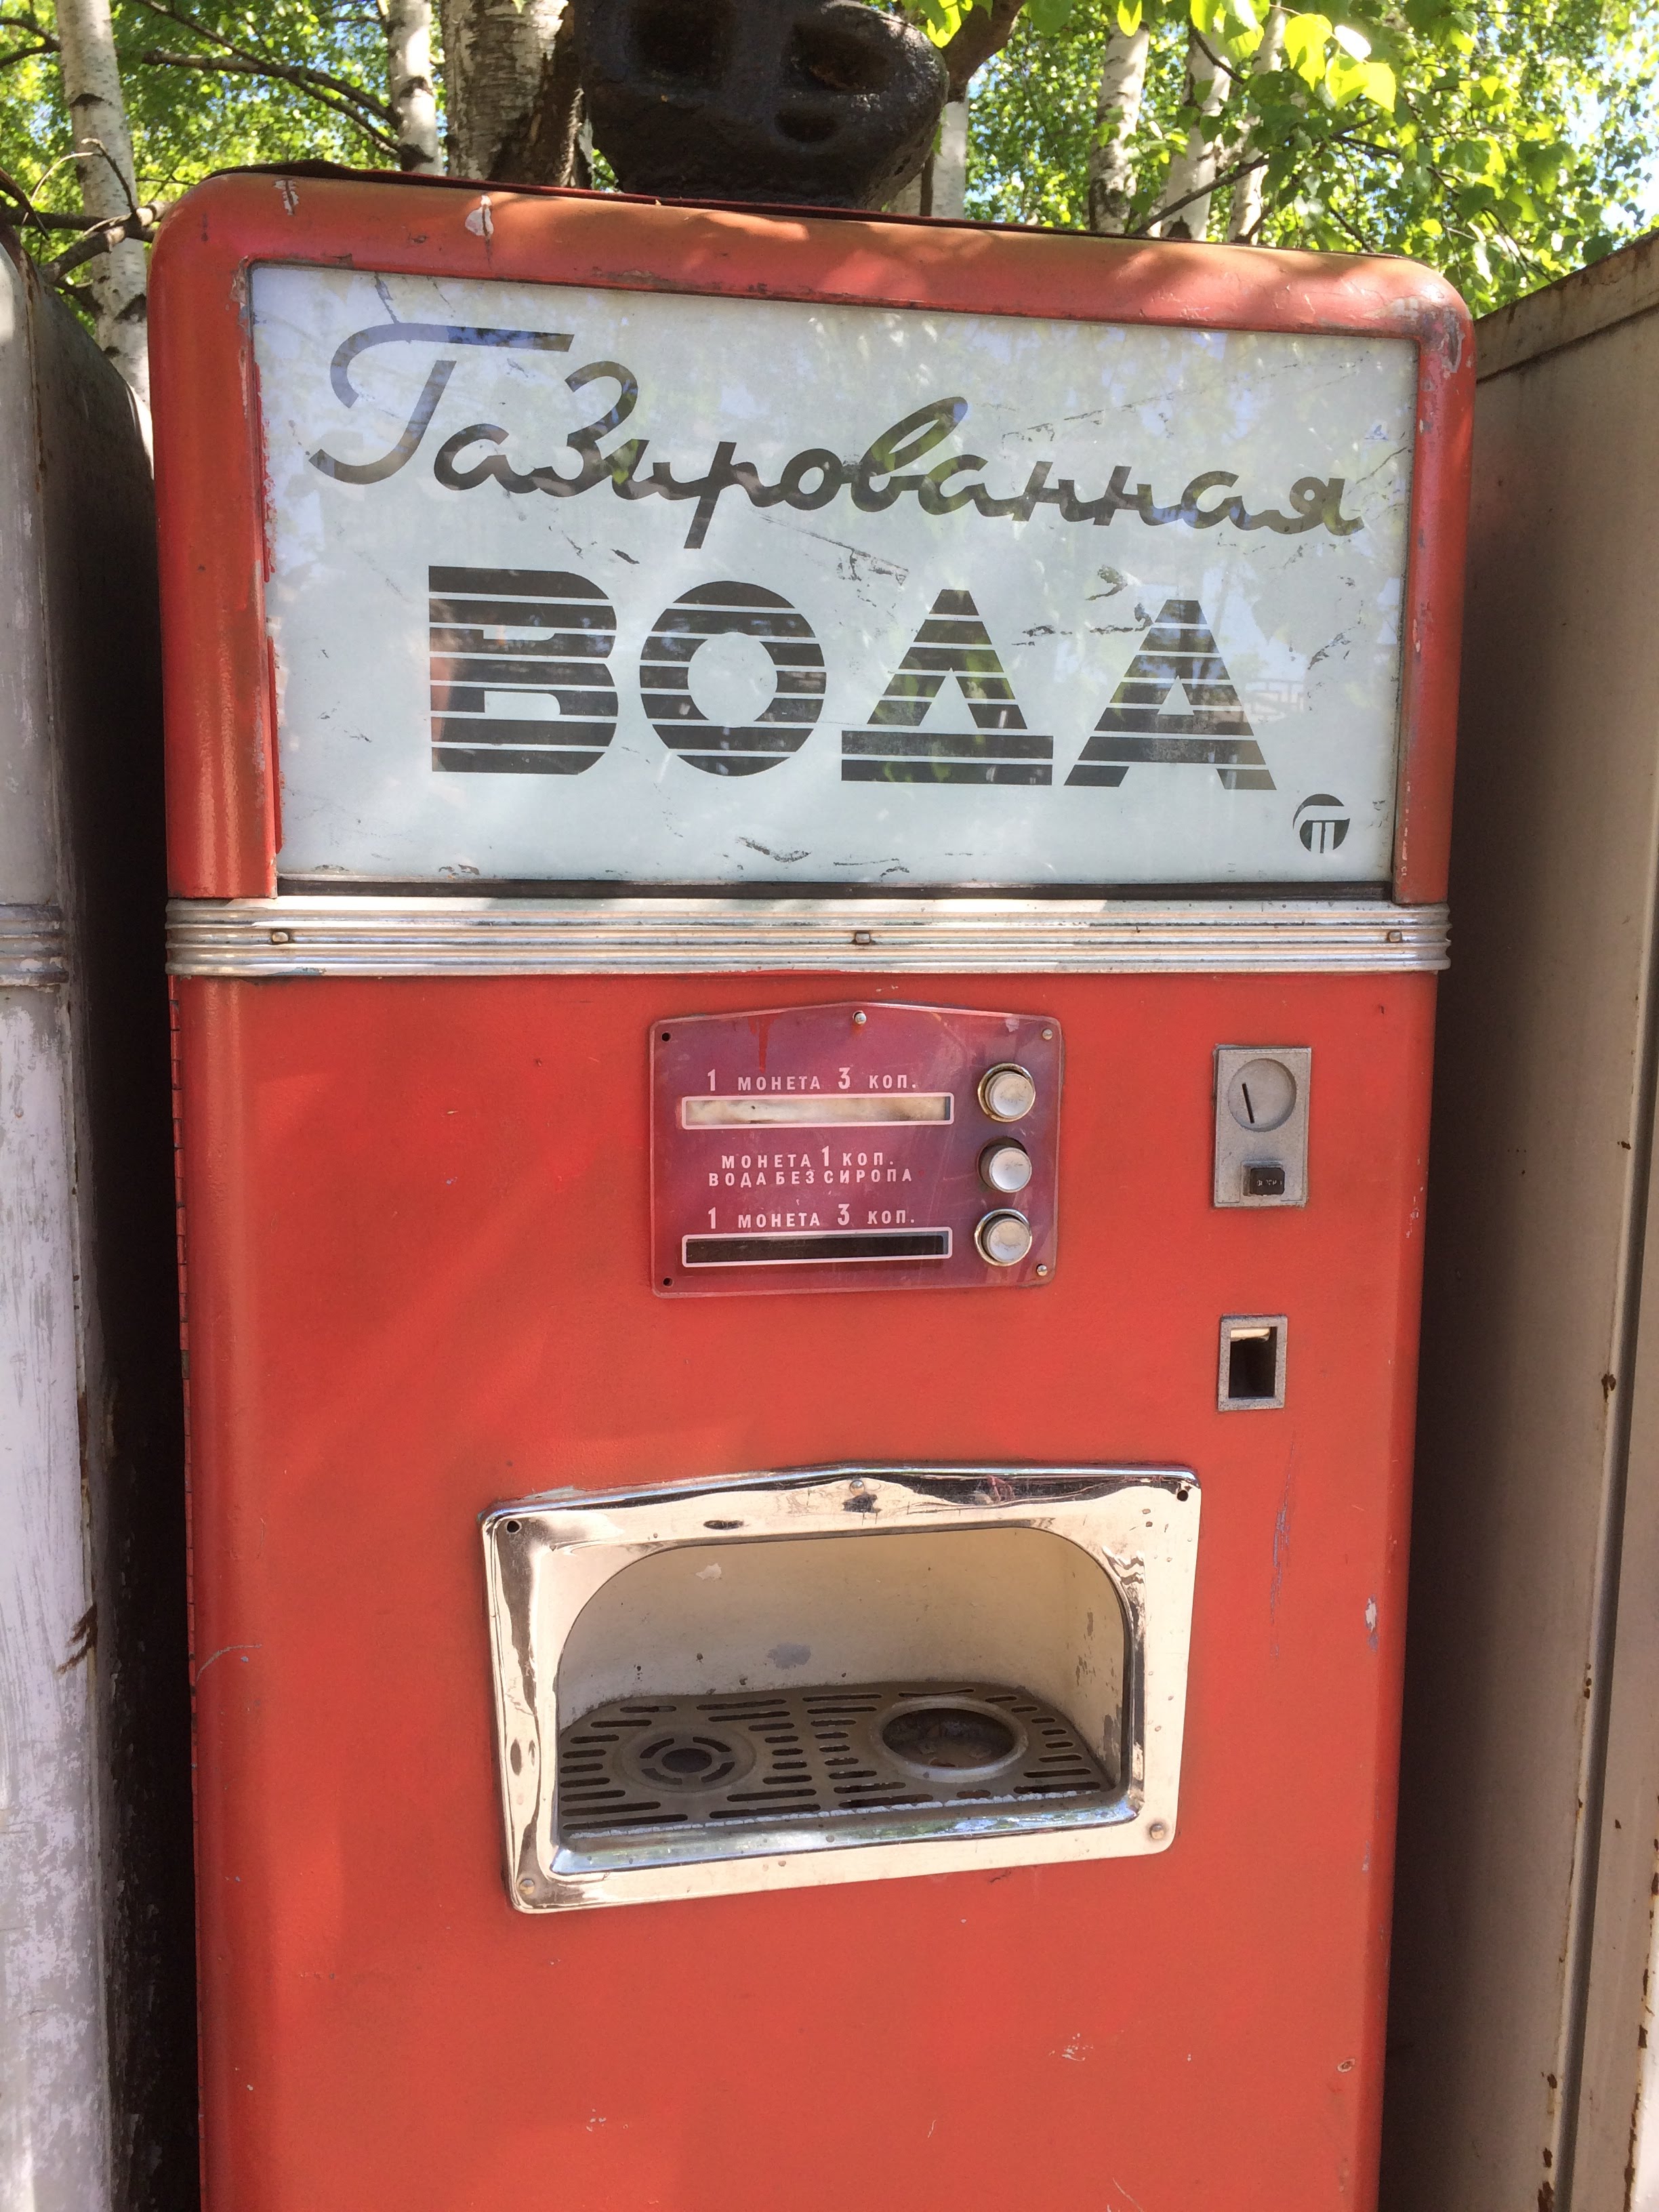 Газированная
ВОДА
1 МОНЕТА 3 КОП.
МОНЕТА 1 КОП.
ВОДА БЕЗ СИРОПА
1 МОНЕТА 3 КОП.